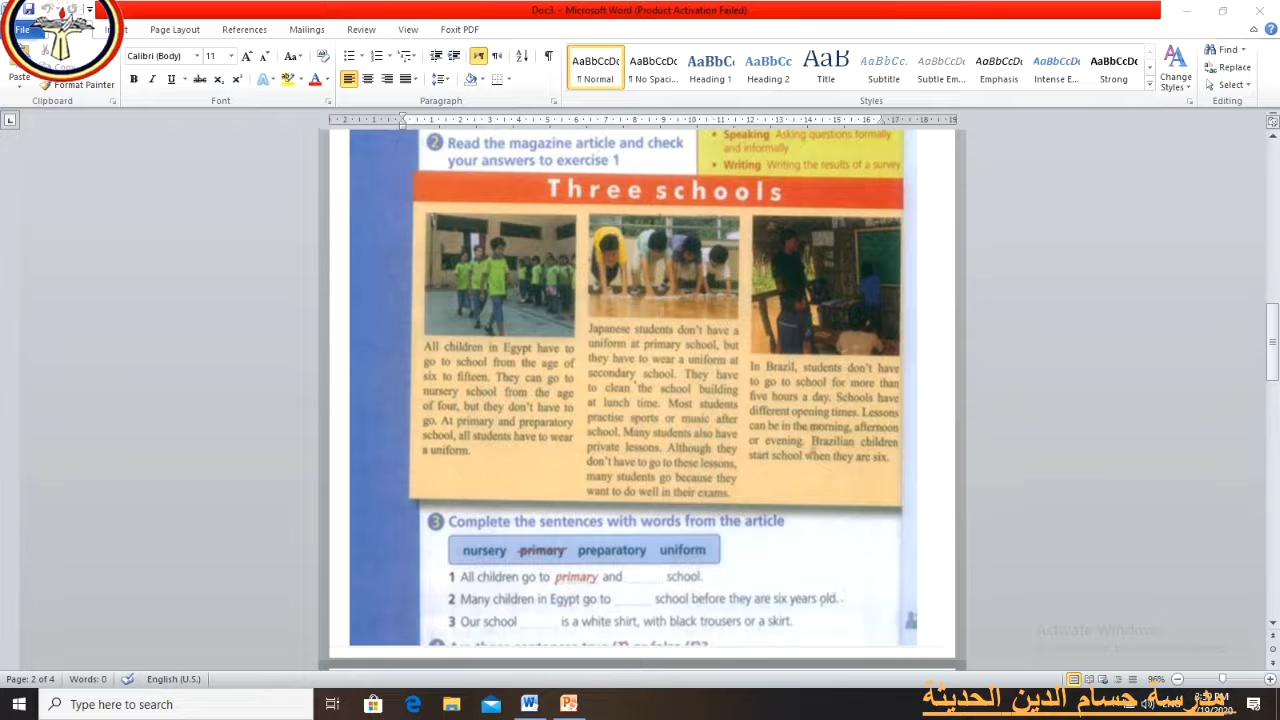 Doc3 - Microsoft Word (Product Activation Failed)
File
Page Layout
References
Mailings
Review
View
Foxit PDF
Calibri (Body)
11
Paste
Format Painter
Clipboard
Font
Paragraph
Styles
Editing
AaBbCcDc
AaBbCcDc
AaBbC
AaBbCc
AaB
AaBbCc.
AaBbCcDc
AaBbCcDc
AaBbCcDc
AaBbCcDc
¶ Normal
¶ No Spaci...
Heading 1
Heading 2
Title
Subtitle
Subtle Em...
Emphasis
Intense E...
Strong
Change
Styles
Find
Replace
Select
2 Read the magazine article and check
your answers to exercise 1
• Speaking Asking questions formally
and informally
• Writing Writing the results of a survey
Three schools
All children in Egypt have to
go to school from the age of
six to fifteen. They can go to
nursery school from the age
of four, but they don't have to
go. At primary and preparatory
school, all students have to wear
a uniform.
Japanese students don't have a
uniform at primary school, but
they have to wear a uniform at
secondary school. They have
to clean the school building
at lunch time. Most students
practise sports or music after
school. Many students also have
private lessons. Although they
don't have to go to these lessons,
many students go because they
want to do well in their exams.
In Brazil, students don't have
to go to school for more than
five hours a day. Schools have
different opening times. Lessons
can be in the morning, afternoon
or evening. Brazilian children
start school when they are six.
3 Complete the sentences with words from the article
nursery primary preparatory uniform
1 All children go to primary and ____ school.
2 Many children in Egypt go to ____ school before they are six years old.
3 Our school ____ is a white shirt, with black trousers or a skirt.
Activate Windows
Page: 2 of 4
Words: 0
English (U.S.)
96%
Type here to search
مدرسة حسام الدين الحديثة